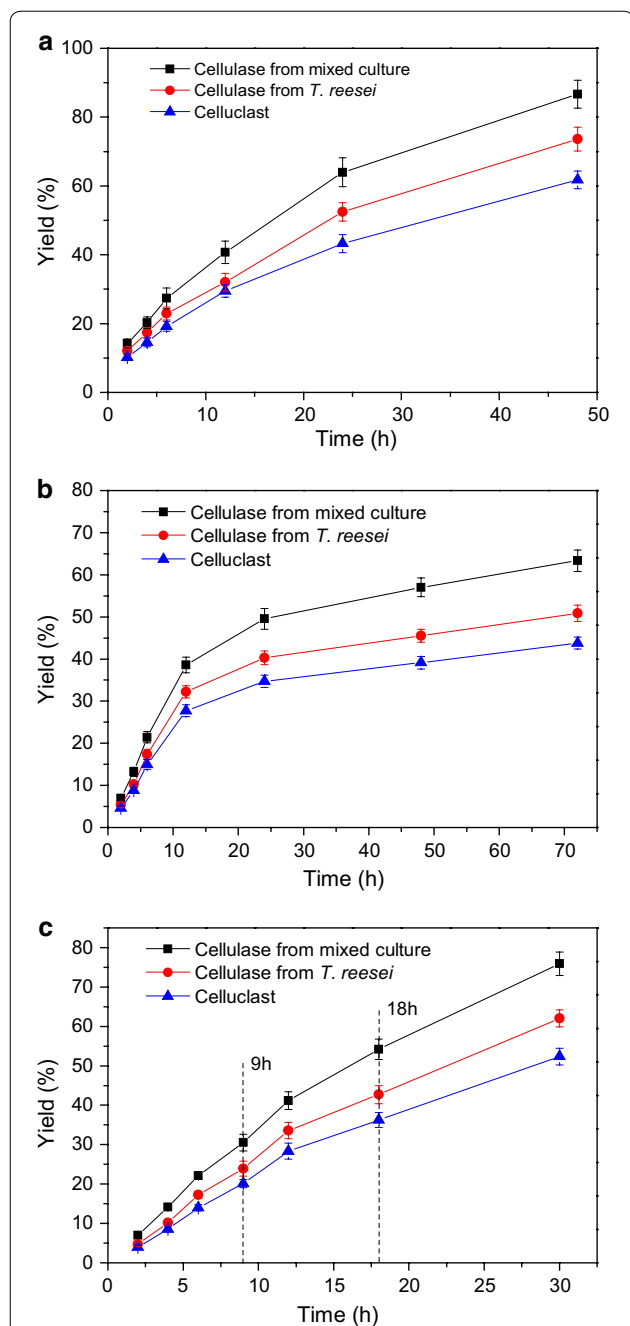 a
100
80
60
40
20
0
Yield (%)
Cellulase from mixed culture
Cellulase from T. reesei
Celluclast
0 10 20 30 40 50
Time (h)
b
80
70
60
50
40
30
20
10
0
Yield (%)
Cellulase from mixed culture
Cellulase from T. reesei
Celluclast
0 10 20 30 40 50 60 70
Time (h)
c
80
70
60
50
40
30
20
10
0
Yield (%)
Cellulase from mixed culture
Cellulase from T. reesei
Celluclast
18h
9h
0 5 10 15 20 25 30
Time (h)